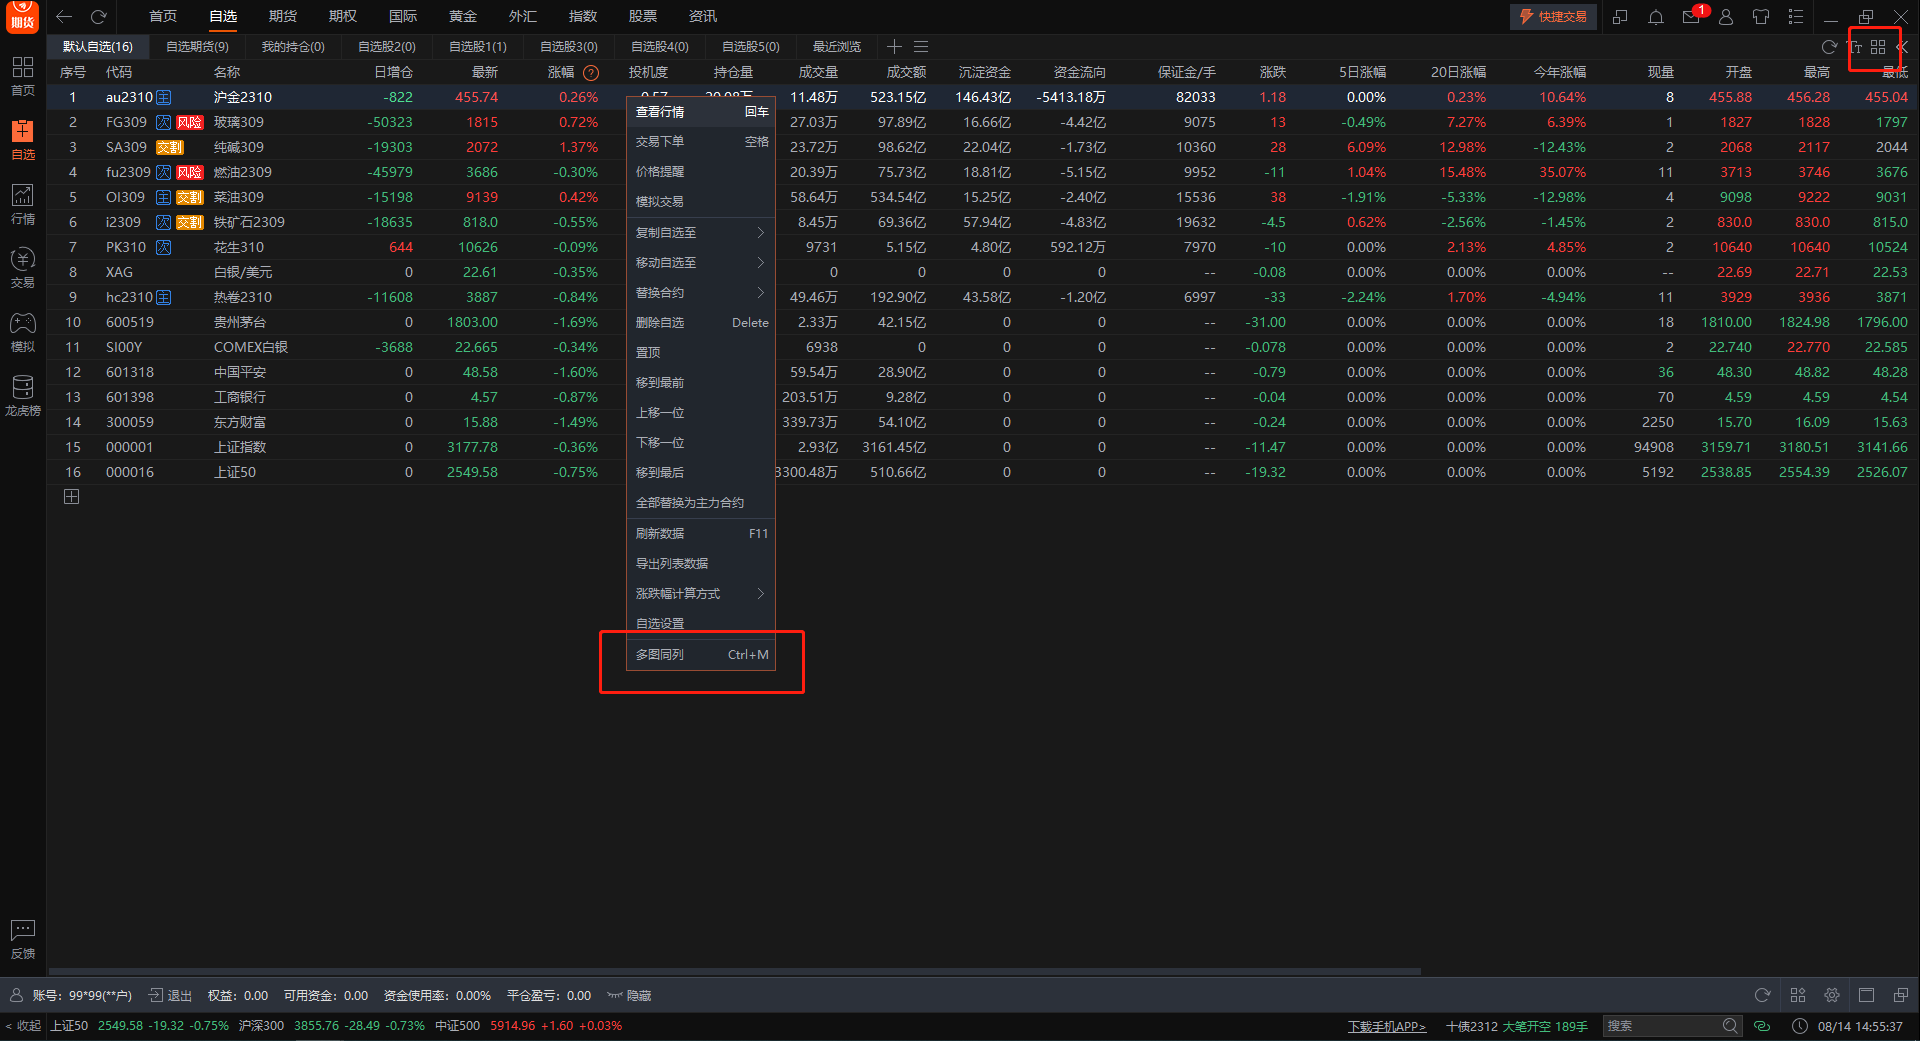 期货 首页 自选 期货 期权 国际 黄金 外汇 指数 股票 资讯 快捷交易 1
默认自选(16) 自选期货(9) 我的持仓(0) 自选股2(0) 自选股1(1) 自选股3(0) 自选股4(0) 自选股5(0) 最近浏览 Tт
序号 代码 名称 日增仓 最新 涨幅 ? 投机度 持仓量 成交量 成交额 沉淀资金 资金流向 保证金/手 涨跌 5日涨幅 20日涨幅 今年涨幅 现量 开盘 最高 最低
1 au2310 主 沪金2310 -822 455.74 0.26% 11.48万 523.15亿 146.43亿 -5413.18万 82033 1.18 0.00% 0.23% 10.64% 8 455.88 456.28 455.04
2 FG309 次 风险 玻璃309 -50323 1815 0.72% 27.03万 97.89亿 16.66亿 -4.42亿 9075 13 -0.49% 7.27% 6.39% 1 1827 1828 1797
3 SA309 交割 纯碱309 -19303 2072 1.37% 23.72万 98.62亿 22.04亿 -1.73亿 10360 28 6.09% 12.98% -12.43% 2 2068 2117 2044
4 fu2309 次 风险 燃油2309 -45979 3686 -0.30% 20.39万 75.73亿 18.81亿 -5.15亿 9952 -11 1.04% 15.48% 35.07% 11 3713 3746 3676
5 OI309 主 交割 菜油309 -15198 9139 0.42% 58.64万 534.54亿 15.25亿 -2.40亿 15536 38 -1.91% -5.33% -12.98% 4 9098 9222 9031
6 i2309 次 交割 铁矿石2309 -18635 818.0 -0.55% 8.45万 69.36亿 57.94亿 -4.83亿 19632 -4.5 0.62% -2.56% -1.45% 2 830.0 830.0 815.0
7 PK310 次 花生310 644 10626 -0.09% 9731 5.15亿 4.80亿 592.12万 7970 -10 0.00% 2.13% 4.85% 2 10640 10640 10524
8 XAG 白银/美元 0 22.61 -0.35% 0 0 0 0 -- -0.08 0.00% 0.00% 0.00% -- 22.69 22.71 22.53
9 hc2310 主 热卷2310 -11608 3887 -0.84% 49.46万 192.90亿 43.58亿 -1.20亿 6997 -33 -2.24% 1.70% -4.94% 11 3929 3936 3871
10 600519 贵州茅台 0 1803.00 -1.69% 2.33万 42.15亿 0 0 -- -31.00 0.00% 0.00% 0.00% 18 1810.00 1824.98 1796.00
11 SI00Y COMEX白银 -3688 22.665 -0.34% 6938 0 0 0 -- -0.078 0.00% 0.00% 0.00% 2 22.740 22.770 22.585
12 601318 中国平安 0 48.58 -1.60% 59.54万 28.90亿 0 0 -- -0.79 0.00% 0.00% 0.00% 36 48.30 48.82 48.28
13 601398 工商银行 0 4.57 -0.87% 203.51万 9.28亿 0 0 -- -0.04 0.00% 0.00% 0.00% 70 4.59 4.59 4.54
14 300059 东方财富 0 15.88 -1.49% 339.73万 54.10亿 0 0 -- -0.24 0.00% 0.00% 0.00% 2250 15.70 16.09 15.63
15 000001 上证指数 0 3177.78 -0.36% 2.93亿 3161.45亿 0 0 -- -11.47 0.00% 0.00% 0.00% 94908 3159.71 3180.51 3141.66
16 000016 上证50 0 2549.58 -0.75% 3300.48万 510.66亿 0 0 -- -19.32 0.00% 0.00% 0.00% 5192 2538.85 2554.39 2526.07
查看行情 回车
交易下单 空格
价格提醒
模拟交易
复制自选至
移动自选至
替换合约
删除自选 Delete
置顶
移到最前
上移一位
下移一位
移到最后
全部替换为主力合约
刷新数据 F11
导出列表数据
涨跌幅计算方式
自选设置
多图同列 Ctrl+M
首页
自选
行情
交易
模拟
龙虎榜
反馈
账号: 99*99(**户) 退出 权益: 0.00 可用资金: 0.00 资金使用率: 0.00% 平仓盈亏: 0.00 隐藏
< 收起 上证50 2549.58 -19.32 -0.75% 沪深300 3855.76 -28.49 -0.73% 中证500 5914.96 +1.60 +0.03% 下载手机APP> 十债2312 大笔开空 189手 搜索 08/14 14:55:37